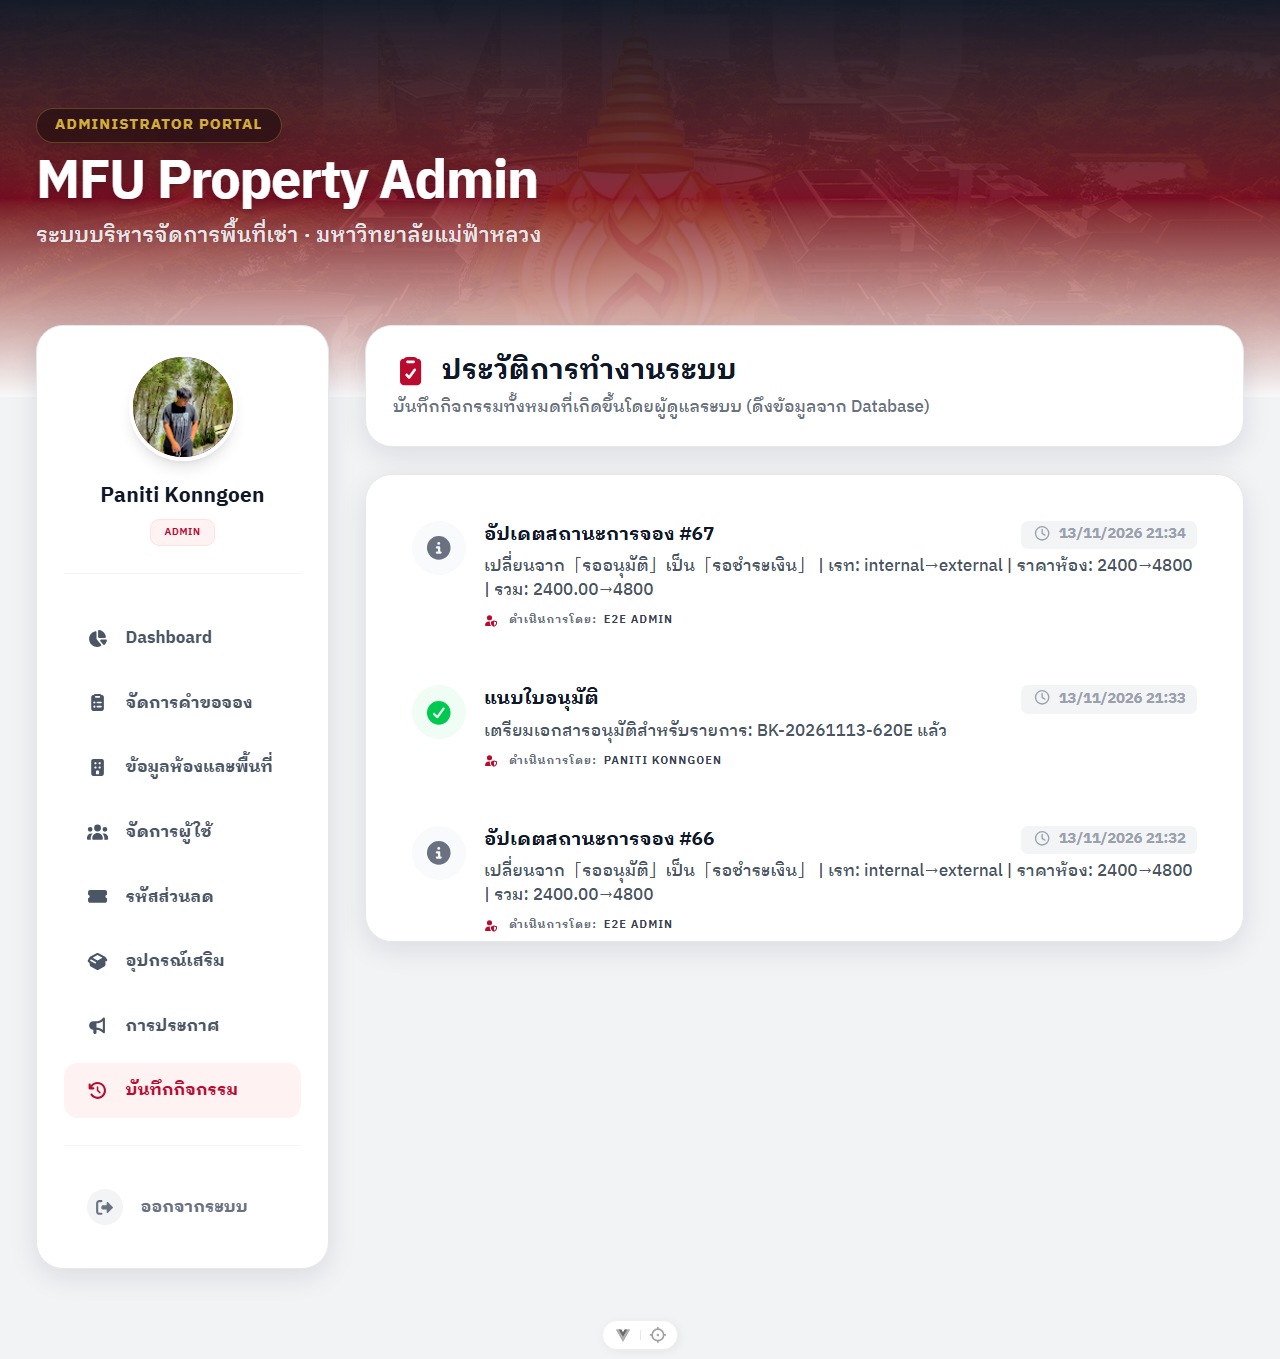 ADMINISTRATOR PORTAL
MFU Property Admin
ระบบบริหารจัดการพื้นที่เช่า · มหาวิทยาลัยแม่ฟ้าหลวง
Paniti Konngoen
ADMIN
Dashboard
จัดการคำขอจอง
ข้อมูลห้องและพื้นที่
จัดการผู้ใช้
รหัสส่วนลด
อุปกรณ์เสริม
การประกาศ
บันทึกกิจกรรม
ออกจากระบบ
ประวัติการทำงานระบบ
บันทึกกิจกรรมทั้งหมดที่เกิดขึ้นโดยผู้ดูแลระบบ (ดึงข้อมูลจาก Database)
อัปเดตสถานะการจอง #67
13/11/2026 21:34
เปลี่ยนจาก「รออนุมัติ」เป็น「รอชำระเงิน」 | เรท: internal→external | ราคาห้อง: 2400→4800
| รวม: 2400.00→4800
ดำเนินการโดย: E2E ADMIN
แนบใบอนุมัติ
13/11/2026 21:33
เตรียมเอกสารอนุมัติสำหรับรายการ: BK-20261113-620E แล้ว
ดำเนินการโดย: PANITI KONNGOEN
อัปเดตสถานะการจอง #66
13/11/2026 21:32
เปลี่ยนจาก「รออนุมัติ」เป็น「รอชำระเงิน」 | เรท: internal→external | ราคาห้อง: 2400→4800
| รวม: 2400.00→4800
ดำเนินการโดย: E2E ADMIN